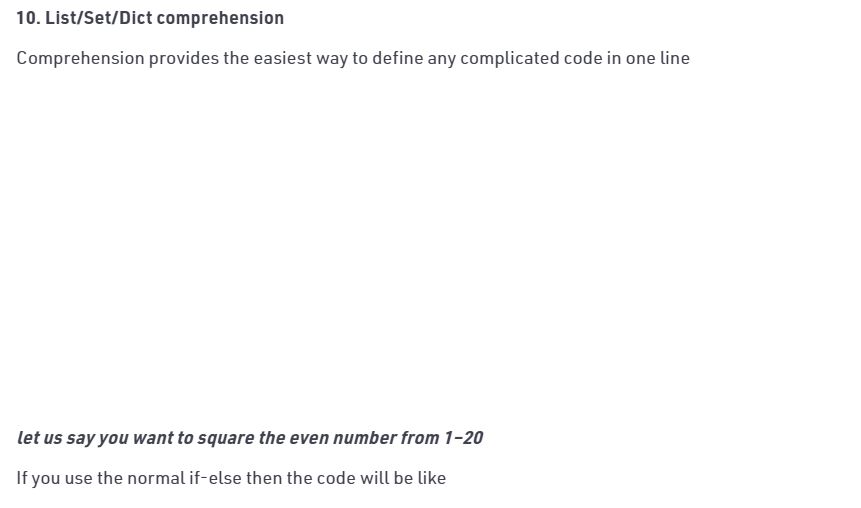 10. List/Set/Dict comprehension
Comprehension provides the easiest way to define any complicated code in one line
let us say you want to square the even number from 1–20
If you use the normal if-else then the code will be like